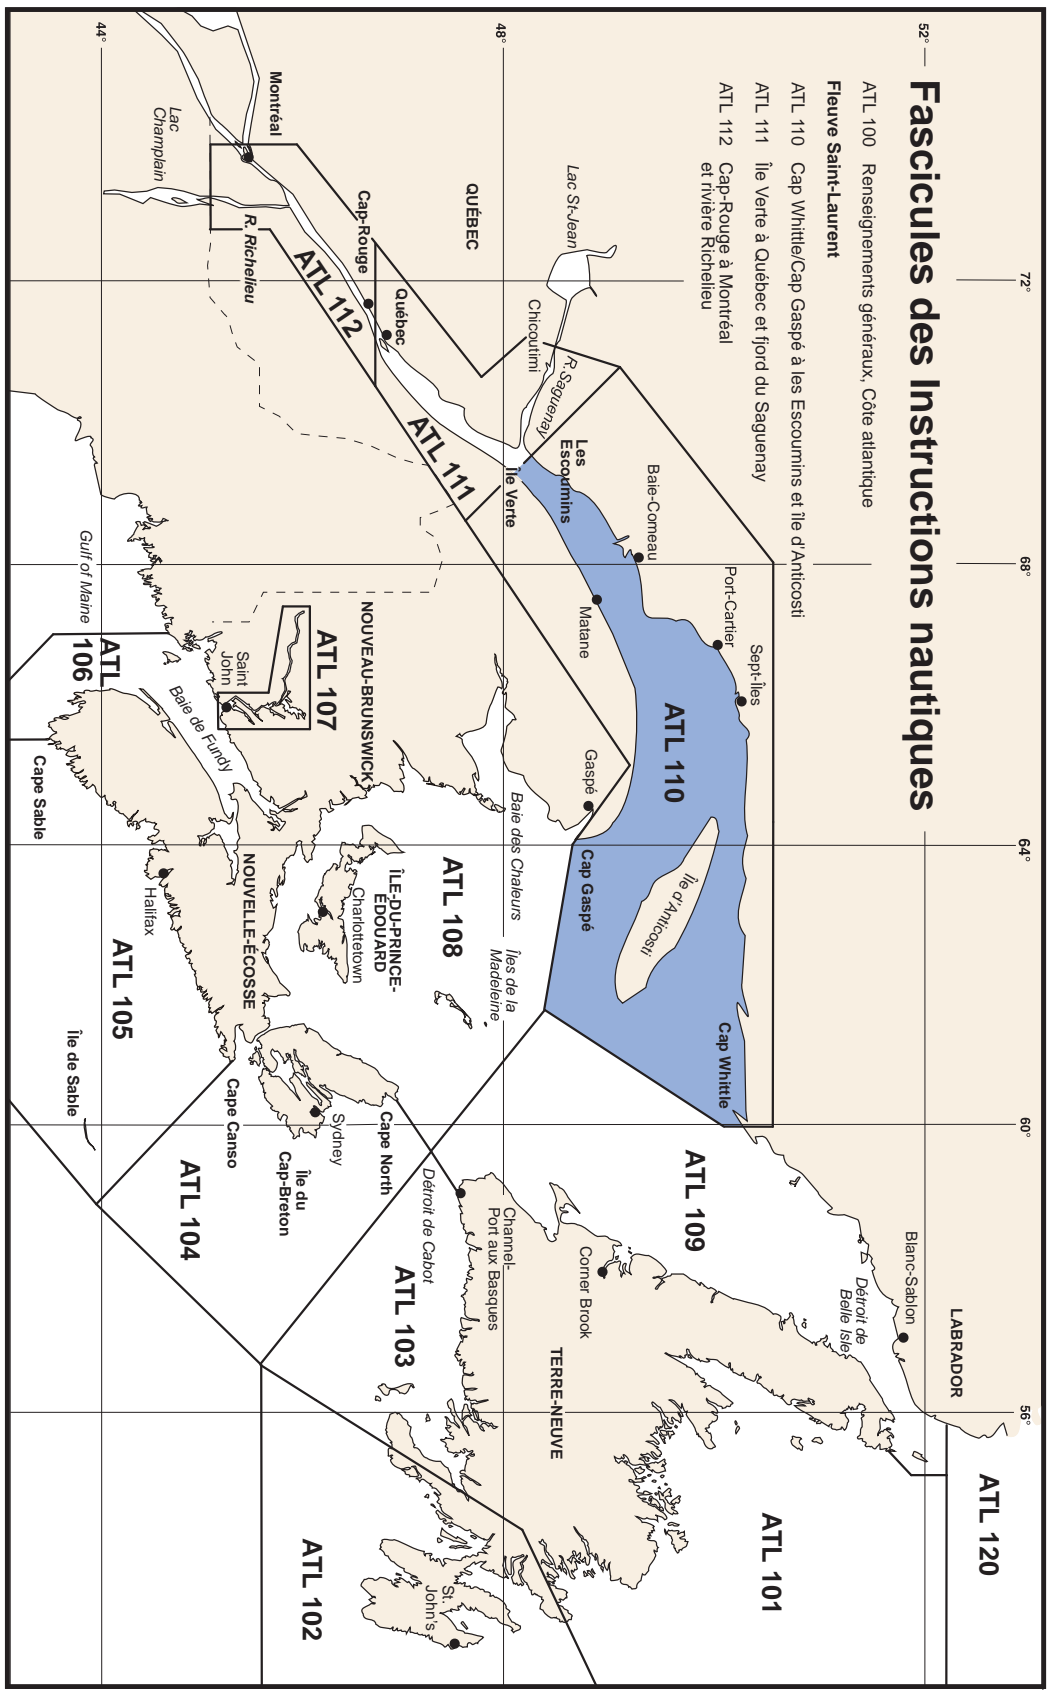 Fascicules des Instructions nautiques
ATL 100 Renseignements généraux, Côte atlantique
Fleuve Saint-Laurent
ATL 110 Cap Whittle/Cap Gaspé à les Escoumins et île d'Anticosti
ATL 111 Île Verte à Québec et fjord du Saguenay
ATL 112 Cap-Rouge à Montréal
et rivière Richelieu
52°
48°
44°
72°
68°
64°
60°
56°
LABRADOR
ATL 120
Blanc-Sablon
Détroit de
Belle Isle
ATL 101
ATL 109
Cap Whittle
Sept-Îles
Port-Cartier
Baie-Comeau
ATL 110
Île d'Anticosti
Les
Escoumins
Lac St-Jean
Chicoutimi
R. Saguenay
Île Verte
Matane
Gaspé
Cap Gaspé
Corner Brook
TERRE-NEUVE
QUÉBEC
Baie des Chaleurs
Îles de la
Madeleine
Channel-
Port aux Basques
ATL 108
ATL 111
Québec
Cap-Rouge
ATL 112
Montréal
R. Richelieu
Lac
Champlain
NOUVEAU-BRUNSWICK
ÎLE-DU-PRINCE-
ÉDOUARD
Charlottetown
Cape North
Détroit de Cabot
ATL 103
St.
John's
ATL 102
ATL 107
Saint
John
Baie de Fundy
NOUVELLE-ÉCOSSE
Sydney
Île du
Cap-Breton
Cape Canso
ATL 104
Halifax
ATL 105
Île de Sable
Gulf of Maine
ATL
106
Cape Sable